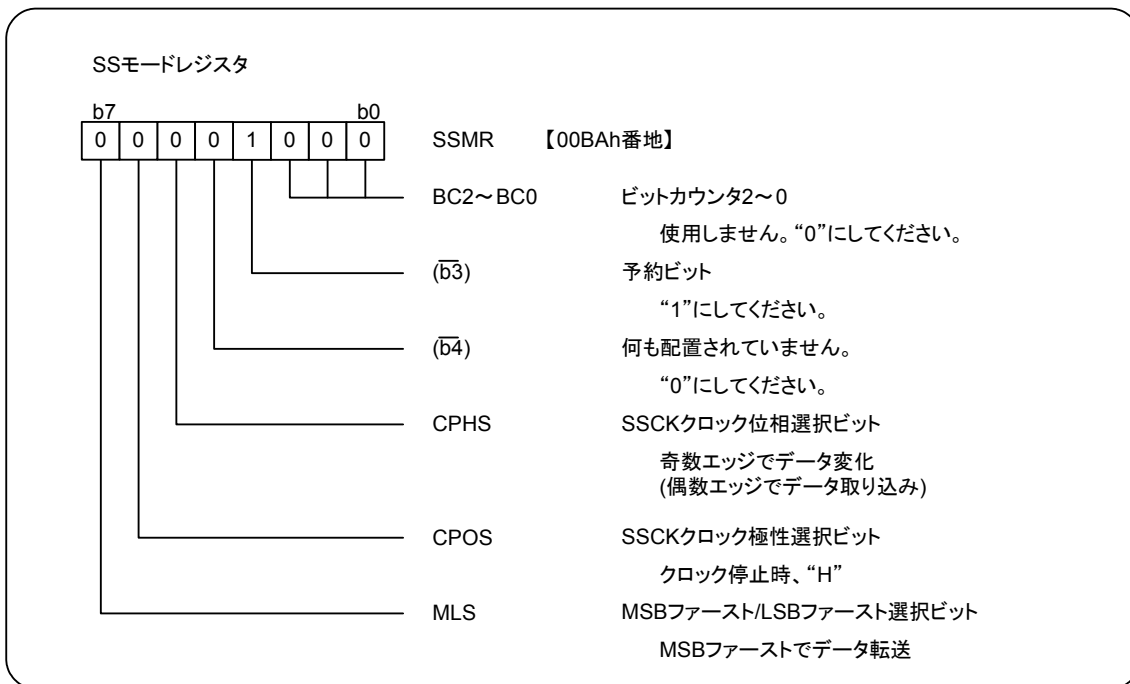 SSモードレジスタ
b7 b0
0 0 0 0 1 0 0 0 SSMR 【00BAh番地】
BC2～BC0 ビットカウンタ2～0
使用しません。“0”にしてください。
(b3) 予約ビット
“1”にしてください。
(b4) 何も配置されていません。
“0”にしてください。
CPHS SSCKクロック位相選択ビット
奇数エッジでデータ変化
(偶数エッジでデータ取り込み)
CPOS SSCKクロック極性選択ビット
クロック停止時、“H”
MLS MSBファースト/LSBファースト選択ビット
MSBファーストでデータ転送